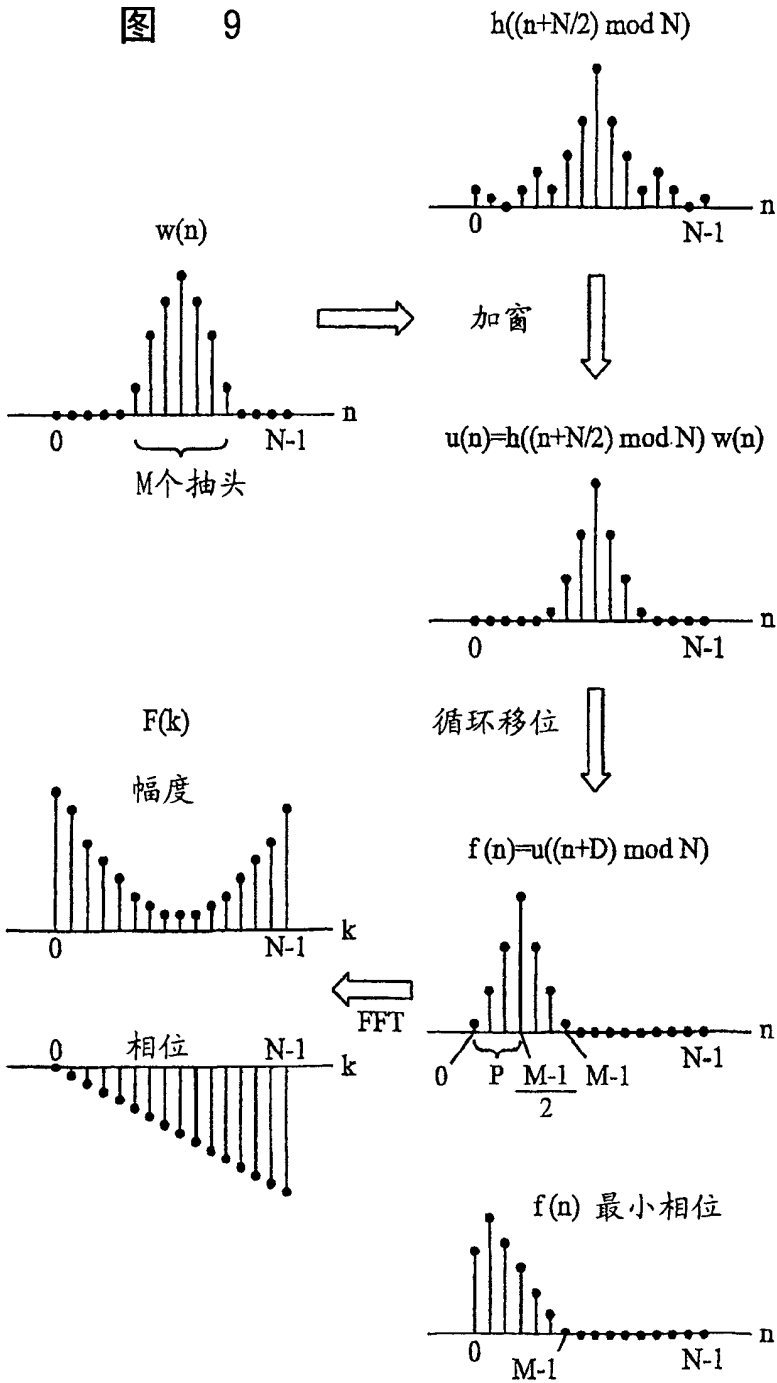 图 9
h((n+N/2) mod N)
0
N-1
n
w(n)
0
N-1
n
M个抽头
加窗
u(n)=h((n+N/2) mod N) w(n)
0
N-1
n
循环移位
F(k)
幅度
0
N-1
k
f (n)=u((n+D) mod N)
n
0
P
M-1
2
M-1
N-1
FFT
0
相位
N-1
k
f (n) 最小相位
0
M-1
N-1
n